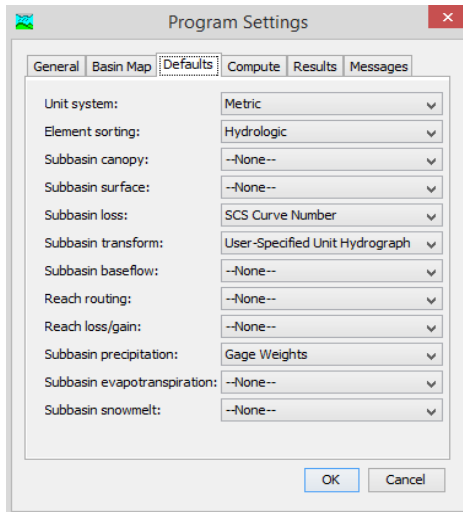 Program Settings
General Basin Map Defaults Compute Results Messages
Unit system: Metric
Element sorting: Hydrologic
Subbasin canopy: --None--
Subbasin surface: --None--
Subbasin loss: SCS Curve Number
Subbasin transform: User-Specified Unit Hydrograph
Subbasin baseflow: --None--
Reach routing: --None--
Reach loss/gain: --None--
Subbasin precipitation: Gage Weights
Subbasin evapotranspiration: --None--
Subbasin snowmelt: --None--
OK Cancel